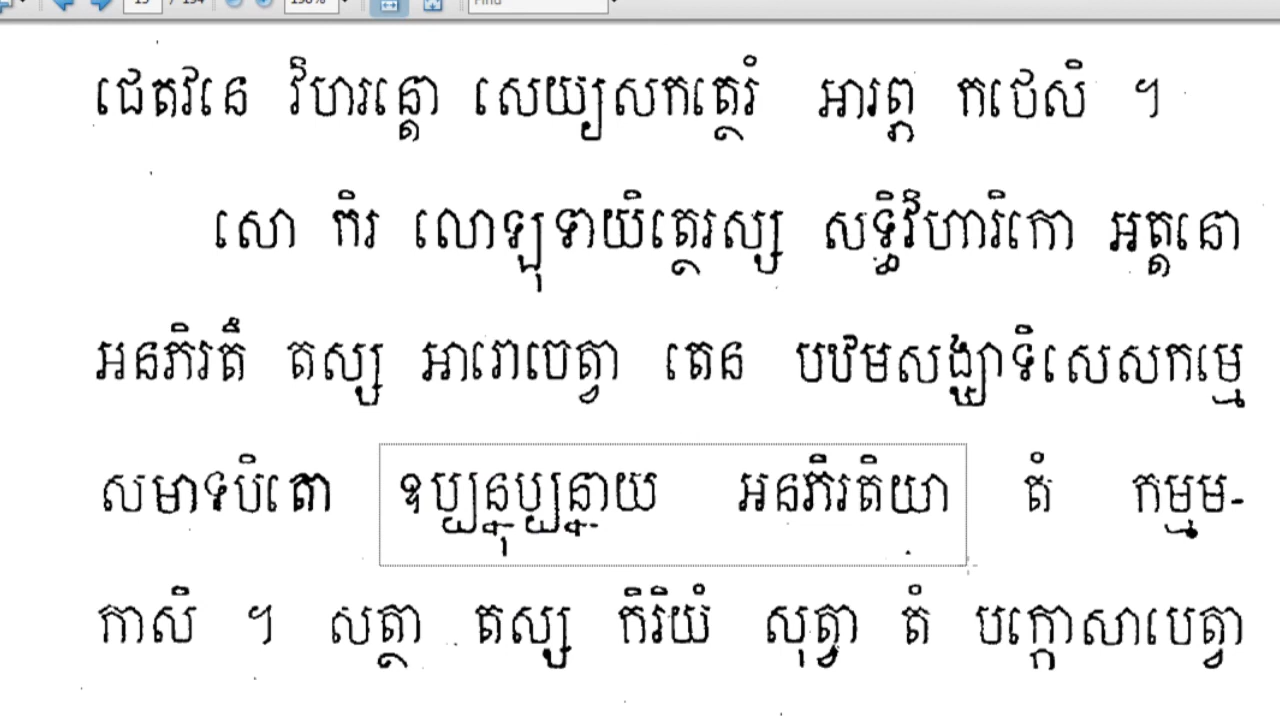 ជេតវនេ វិហរន្តោ សេយ្យសកត្ថេរំ អារព្ភ កថេសិ ។
សោ កិរ លោឡុទាយិត្ថេរស្ស សទ្ធិវិហារិកោ អត្តនោ
អនភិរតឹ តស្ស អារោចេត្វា តេន បឋមសង្ឃាទិសេសកម្មេ
សមាទបិតោ ឧប្បន្នុប្បន្នាយ អនភិរតិយា តំ កម្មម-
កាសិ ។ សត្ថា តស្ស កិរិយំ សុត្វា តំ បក្កោសាបេត្វា